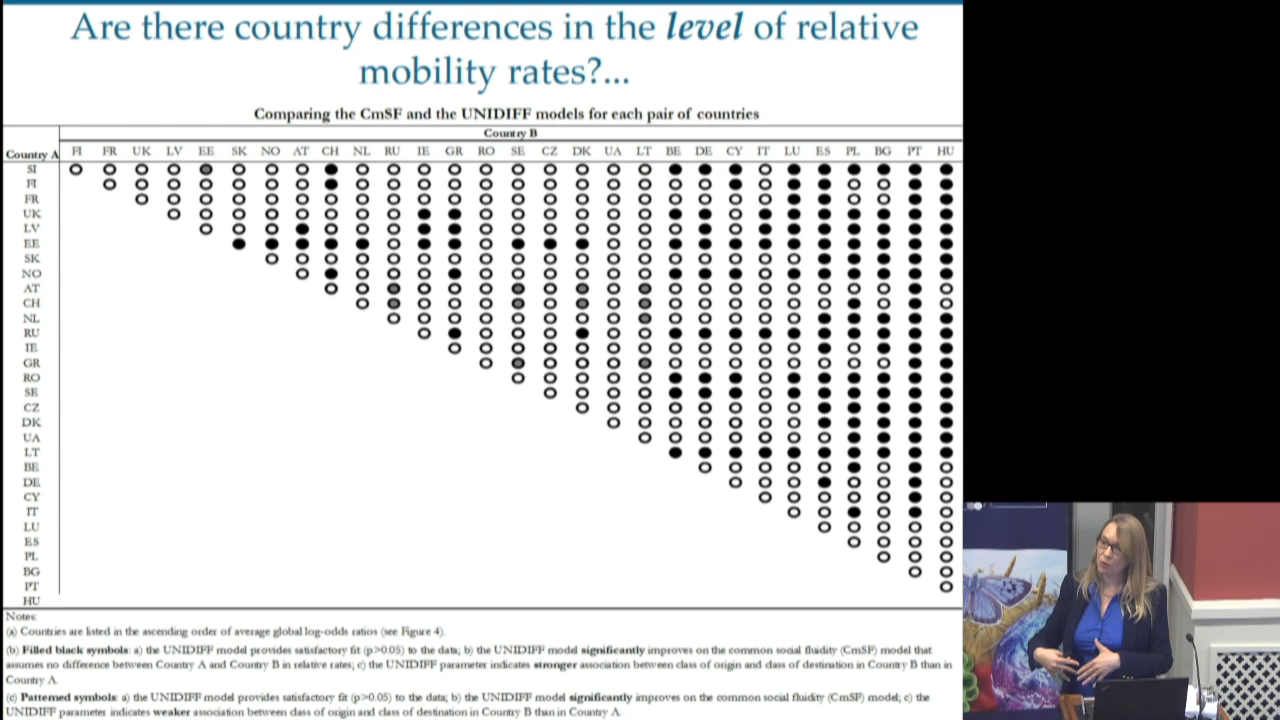 Are there country differences in the level of relative
mobility rates?...
Comparing the CmSF and the UNIDIFF models for each pair of countries
Country B
Country A FI FR UK LV EE SK NO AT CH NL RU IE GR RO SE CZ DK UA LT BE DE CY IT LU ES PL BG PT HU
SI
FI
FR
UK
LV
EE
SK
NO
AT
CH
NL
RU
IE
GR
RO
SE
CZ
DK
UA
LT
BE
DE
CY
IT
LU
ES
PL
BG
PT
HU
Notes:
(a) Countries are listed in the ascending order of average global log-odds ratios (see Figure 4).
(b) Filled black symbols: a) the UNIDIFF model provides satisfactory fit (p>0.05) to the data; b) the UNIDIFF model significantly improves on the common social fluidity (CmSF) model that
assumes no difference between Country A and Country B in relative rates; c) the UNIDIFF parameter indicates stronger association between class of origin and class of destination in Country B than in
Country A.
(c) Patterned symbols: a) the UNIDIFF model provides satisfactory fit (p>0.05) to the data; b) the UNIDIFF model significantly improves on the common social fluidity (CmSF) model; c) the
UNIDIFF parameter indicates weaker association between class of origin and class of destination in Country B than in Country A.